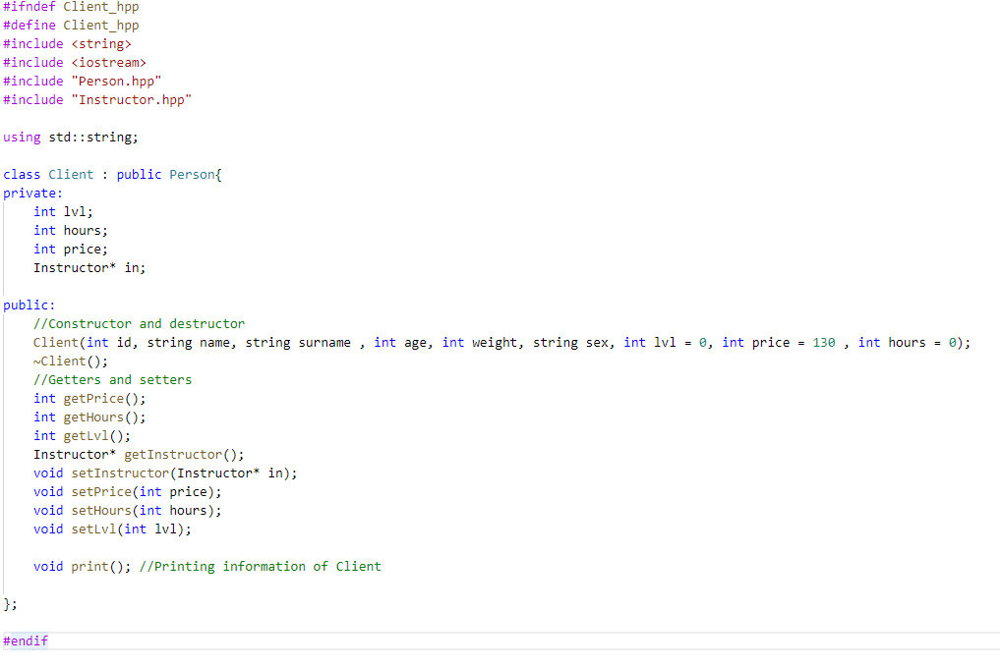 #ifndef Client_hpp
#define Client_hpp
#include <string>
#include <iostream>
#include "Person.hpp"
#include "Instructor.hpp"

using std::string;

class Client : public Person{
private:
    int lvl;
    int hours;
    int price;
    Instructor* in;

public:
    //Constructor and destructor
    Client(int id, string name, string surname , int age, int weight, string sex, int lvl = 0, int price = 130 , int hours = 0);
    ~Client();
    //Getters and setters
    int getPrice();
    int getHours();
    int getLvl();
    Instructor* getInstructor();
    void setInstructor(Instructor* in);
    void setPrice(int price);
    void setHours(int hours);
    void setLvl(int lvl);

    void print(); //Printing information of Client

};

#endif